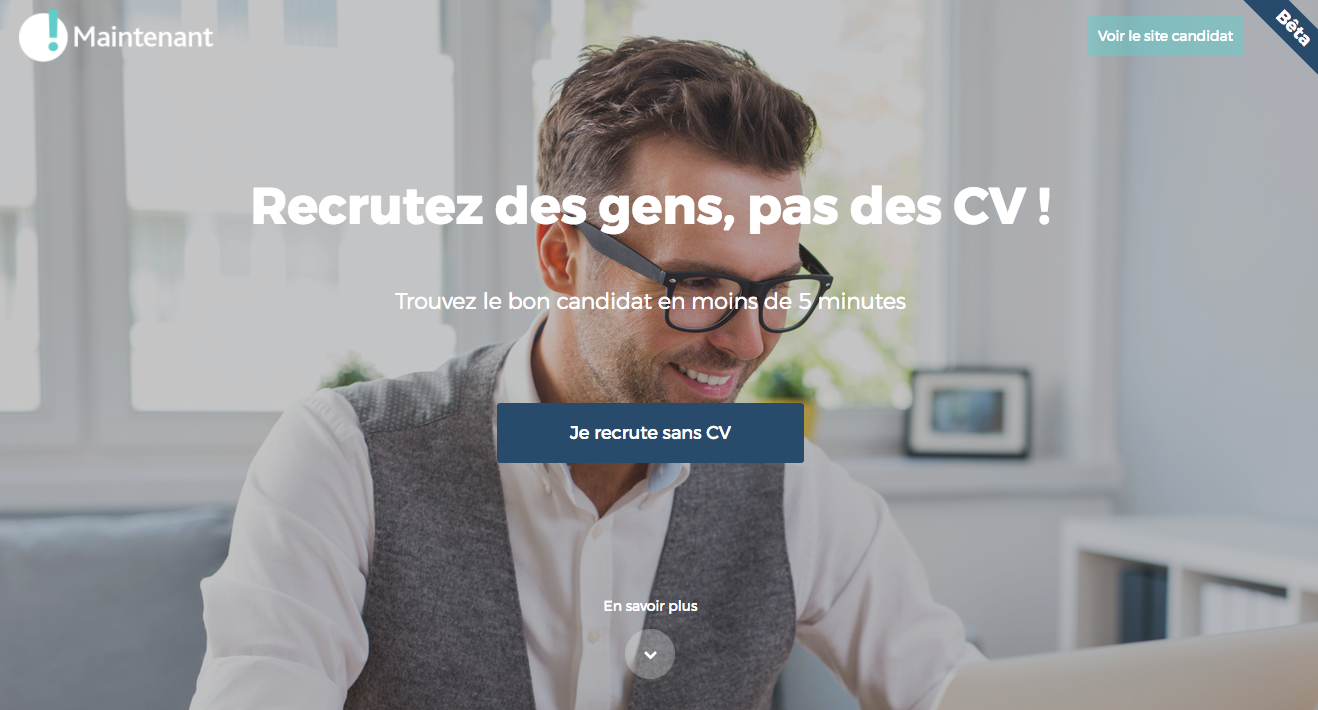 Maintenant
Voir le site candidat
Bêta
Recrutez des gens, pas des CV !
Trouvez le bon candidat en moins de 5 minutes
Je recrute sans CV
En savoir plus